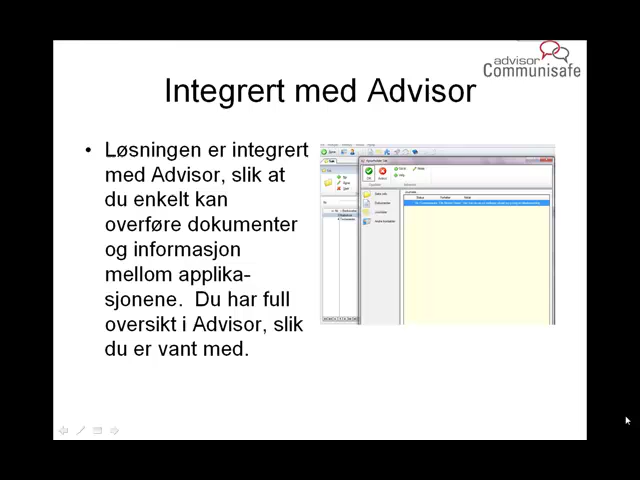 advisor
Communisafe
Integrert med Advisor
• Løsningen er integrert
med Advisor, slik at
du enkelt kan
overføre dokumenter
og informasjon
mellom applika-
sjonene. Du har full
oversikt i Advisor, slik
du er vant med.